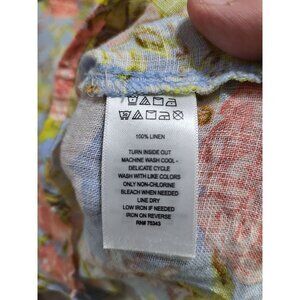 100% LINEN
TURN INSIDE OUT
MACHINE WASH COOL -
DELICATE CYCLE
WASH WITH LIKE COLORS
ONLY NON-CHLORINE
BLEACH WHEN NEEDED
LINE DRY
LOW IRON IF NEEDED
IRON ON REVERSE
RN# 75343